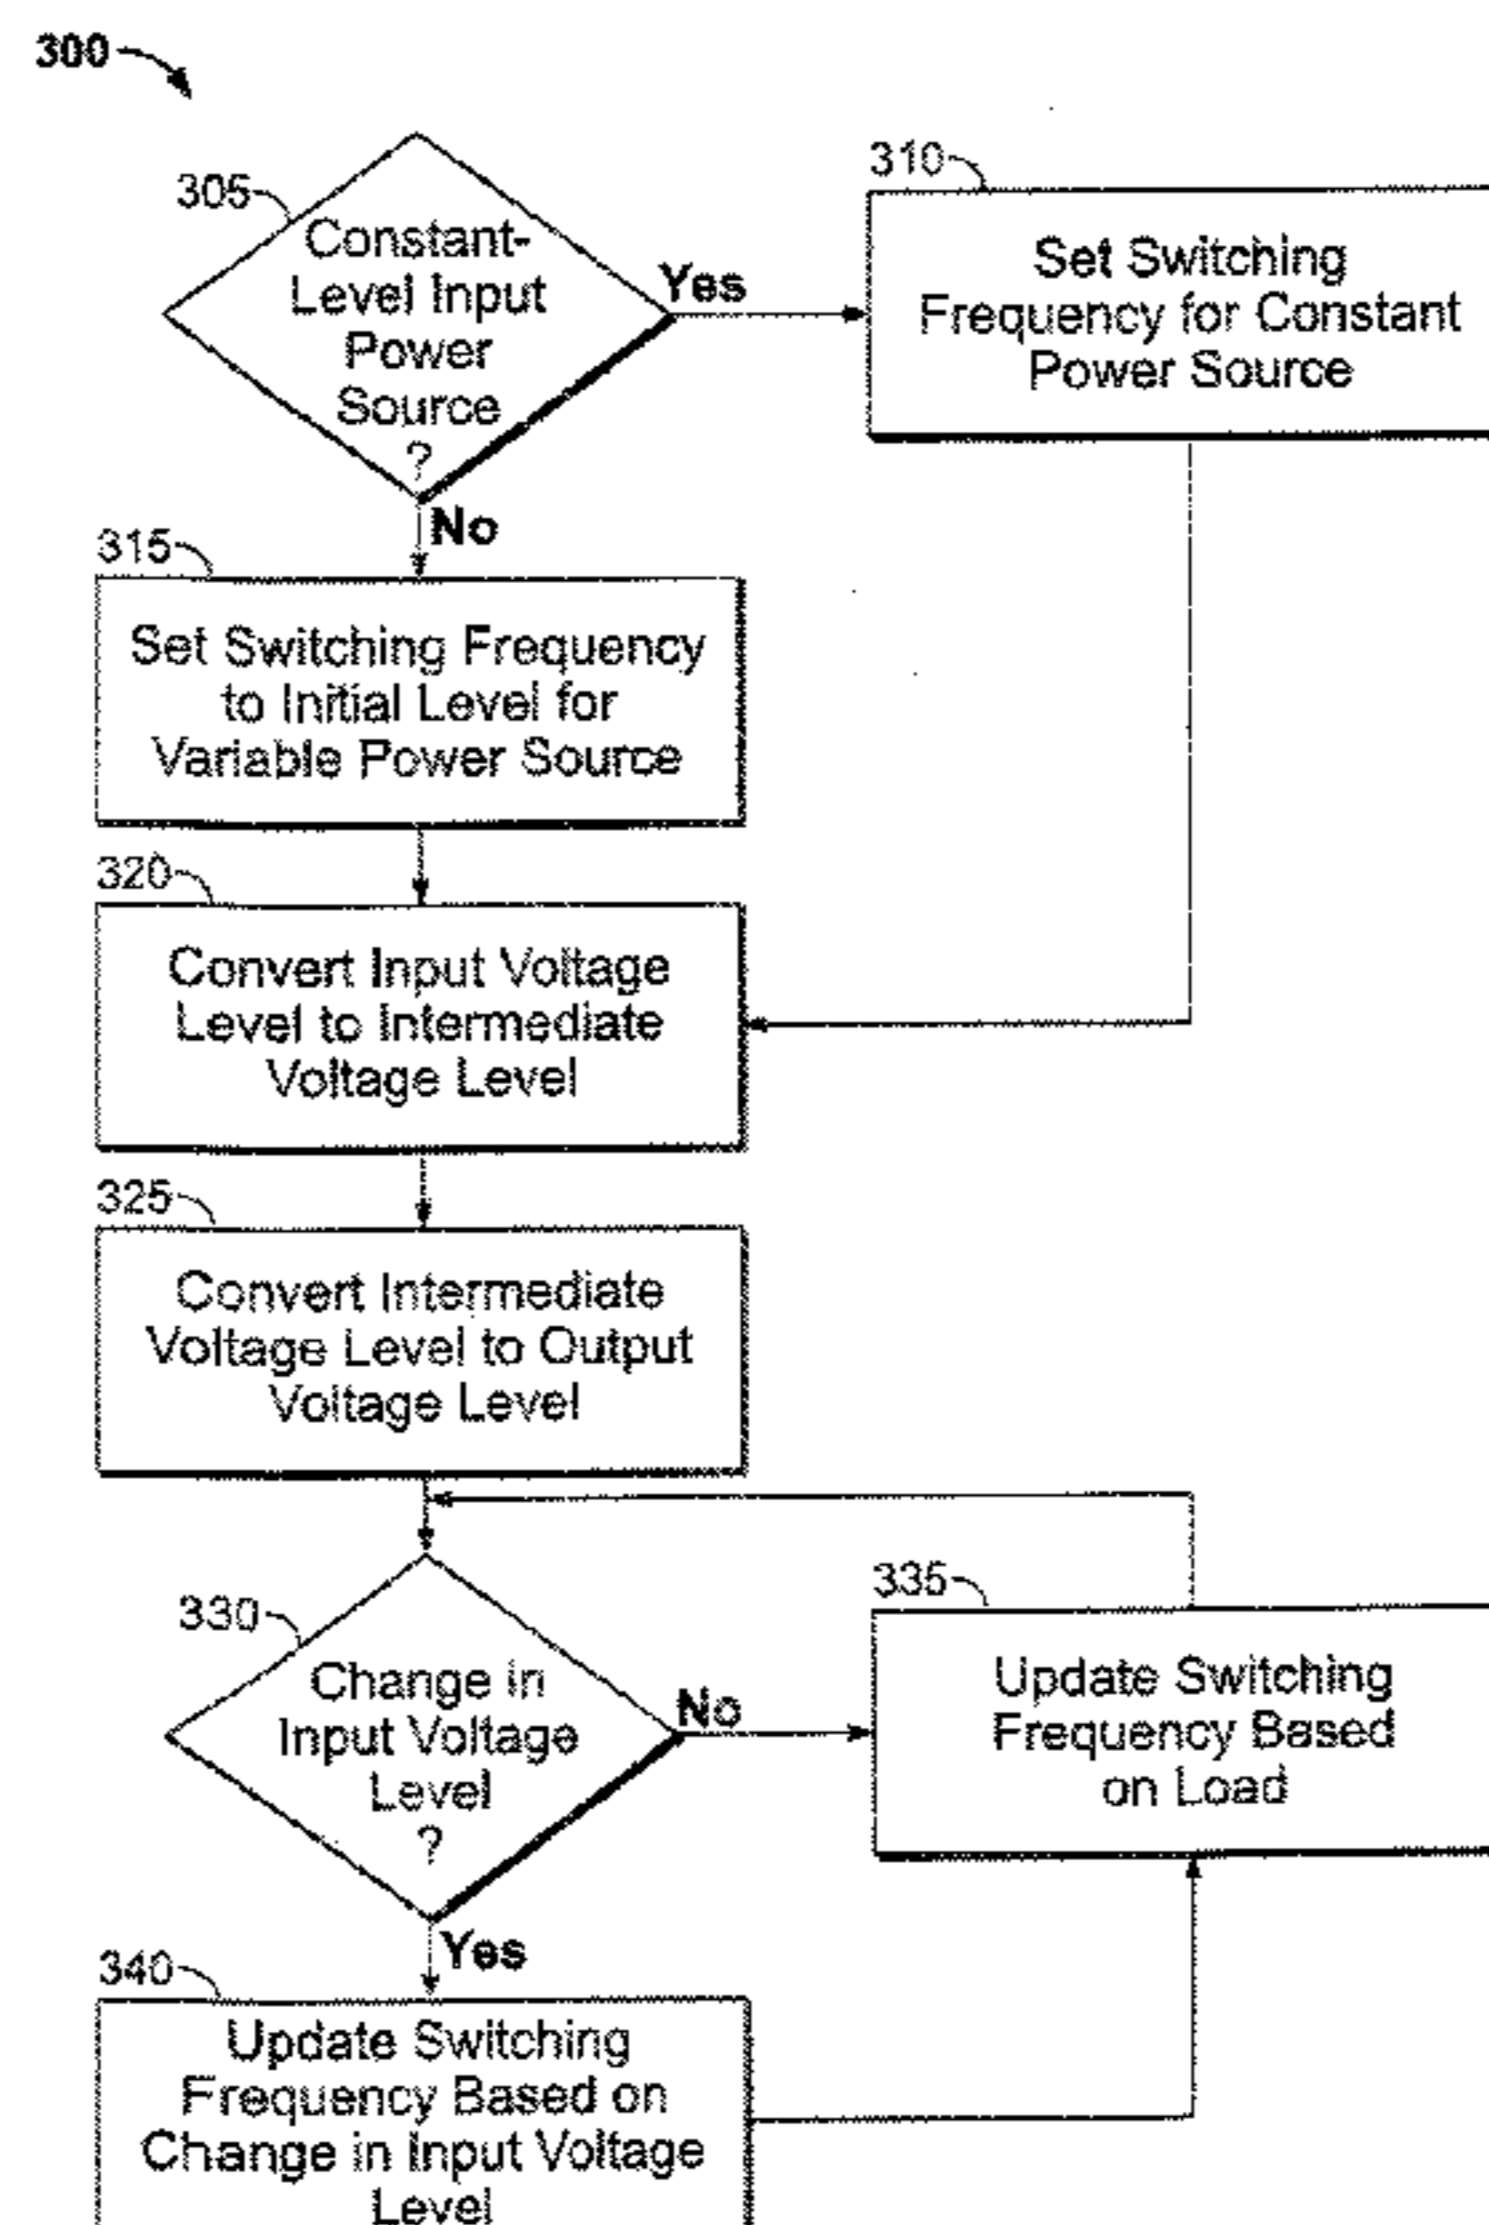 300
305
Constant-
Level Input
Power
Source
?
Yes
No
310
Set Switching
Frequency for Constant
Power Source
315
Set Switching Frequency
to Initial Level for
Variable Power Source
320
Convert Input Voltage
Level to Intermediate
Voltage Level
325
Convert Intermediate
Voltage Level to Output
Voltage Level
330
Change in
Input Voltage
Level
?
No
Yes
335
Update Switching
Frequency Based
on Load
340
Update Switching
Frequency Based on
Change in Input Voltage
Level